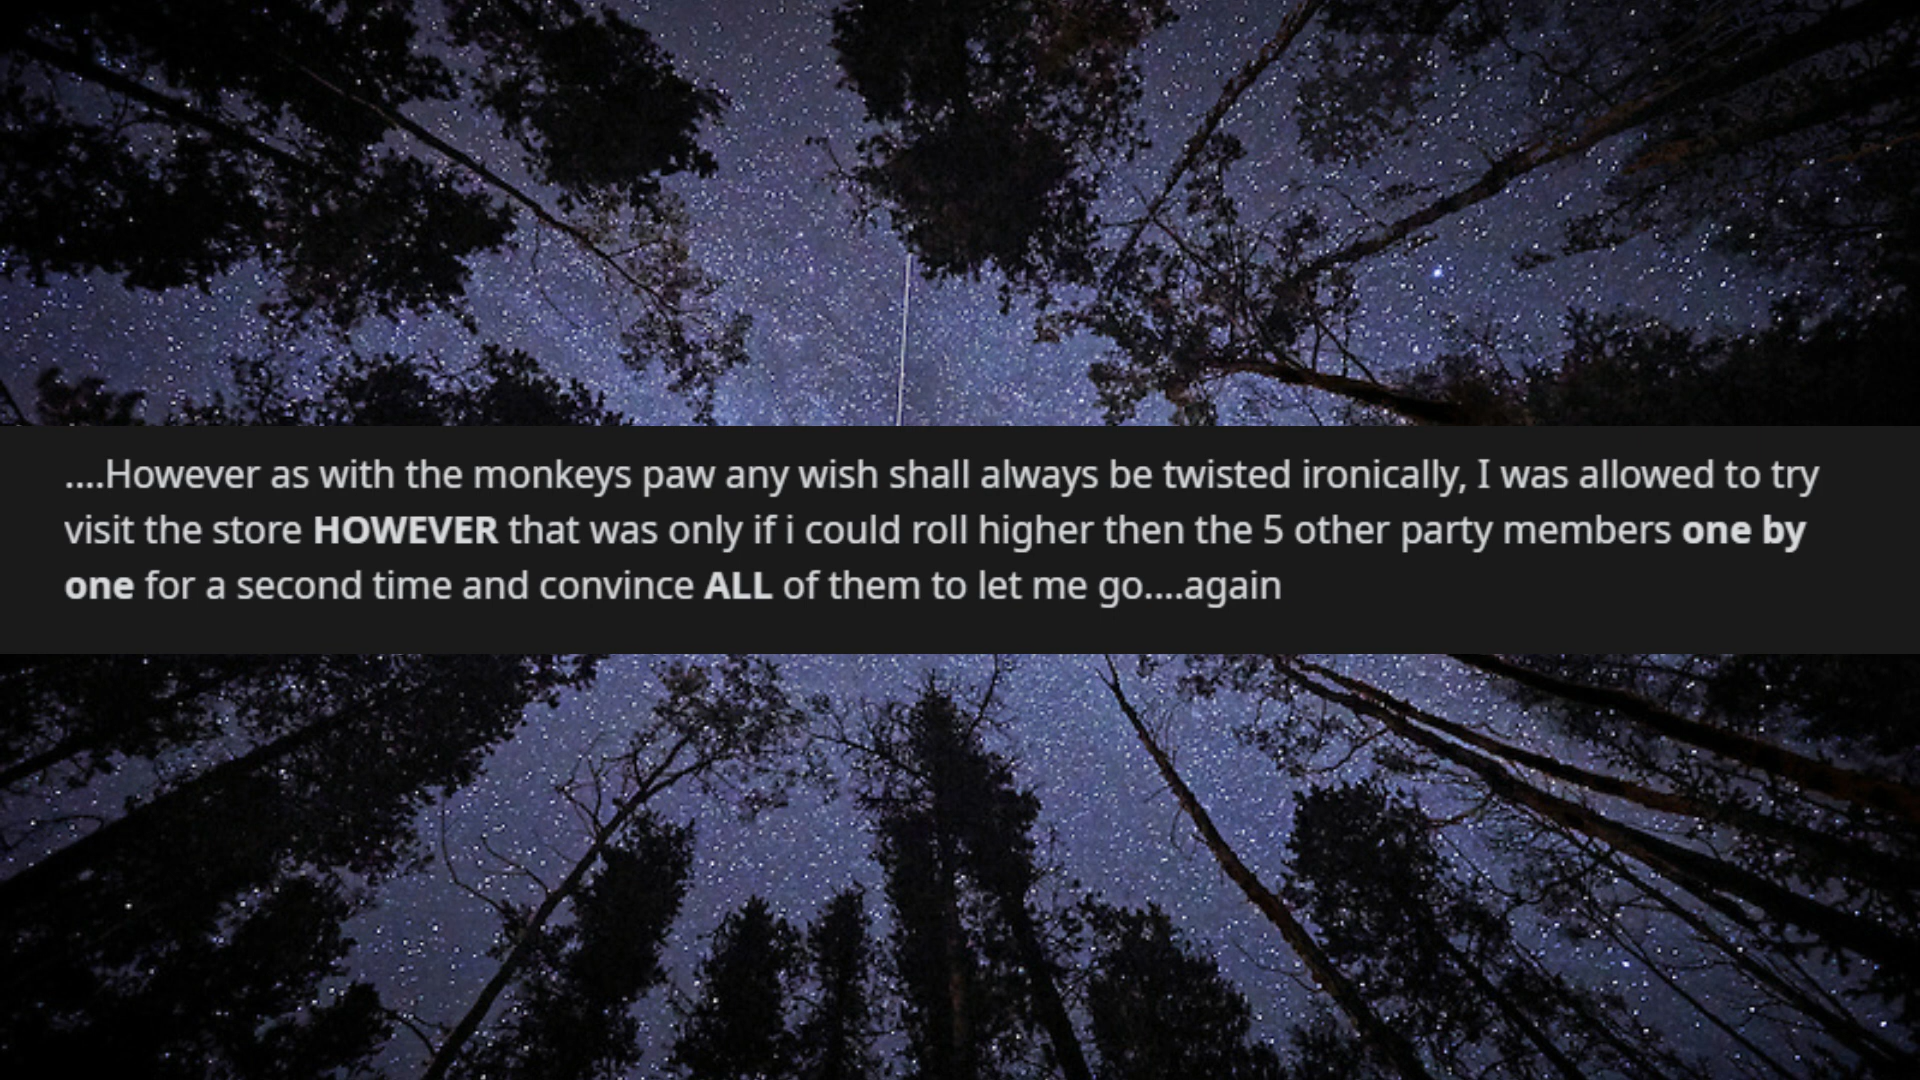 ....However as with the monkeys paw any wish shall always be twisted ironically, I was allowed to try
visit the store HOWEVER that was only if i could roll higher then the 5 other party members one by
one for a second time and convince ALL of them to let me go....again